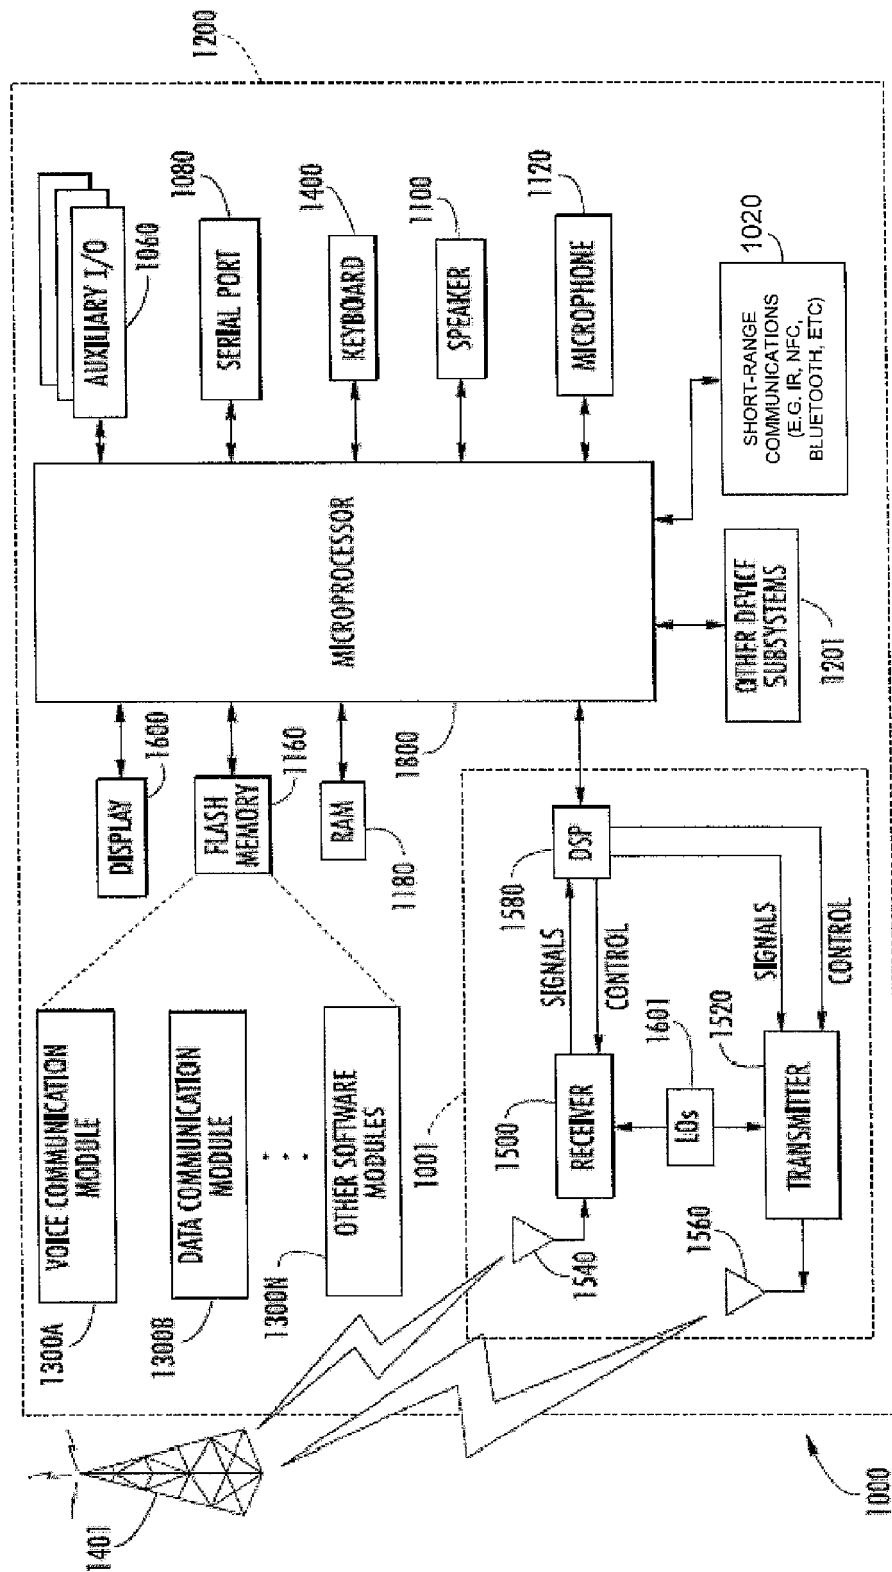 1200
AUXILIARY I/O
1060
SERIAL PORT
1080
KEYBOARD
1400
SPEAKER
1100
MICROPHONE
1120
SHORT-RANGE
COMMUNICATIONS
(E.G. IR, NFC,
BLUETOOTH, ETC)
1020
MICROPROCESSOR
1800
OTHER DEVICE
SUBSYSTEMS
1201
DISPLAY
1600
FLASH
MEMORY
1160
RAM
1180
DSP
1580
SIGNALS
CONTROL
SIGNALS
CONTROL
VOICE COMMUNICATION
MODULE
1300A
DATA COMMUNICATION
MODULE
1300B
OTHER SOFTWARE
MODULES
1300N
1001
RECEIVER
1500
LOs
1601
TRANSMITTER
1520
1540
1560
1401
1000